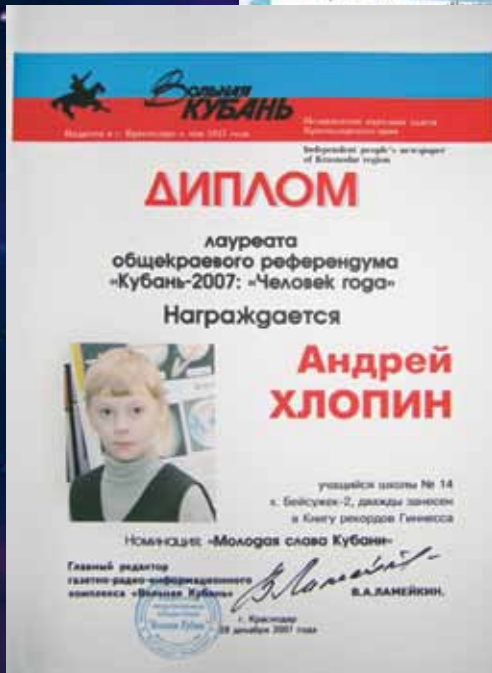 Вольная
КУБАНЬ
Издается в г. Краснодаре с мая 1917 года
Независимая народная газета
Краснодарского края
Independent people's newspaper
of Krasnodar region
ДИПЛОМ
лауреата
общекраевого референдума
«Кубань-2007: «Человек года»
Награждается
Андрей
ХЛОПИН
учащийся школы № 14
х. Бейсужек-2, дважды занесен
в Книгу рекордов Гиннесса
Номинация: «Молодая слава Кубани»
Главный редактор
газетно-радио-информационного
комплекса «Вольная Кубань»
В.А.ЛАМЕЙКИН.
"Вольная Кубань"
г. Краснодар
28 декабря 2007 года